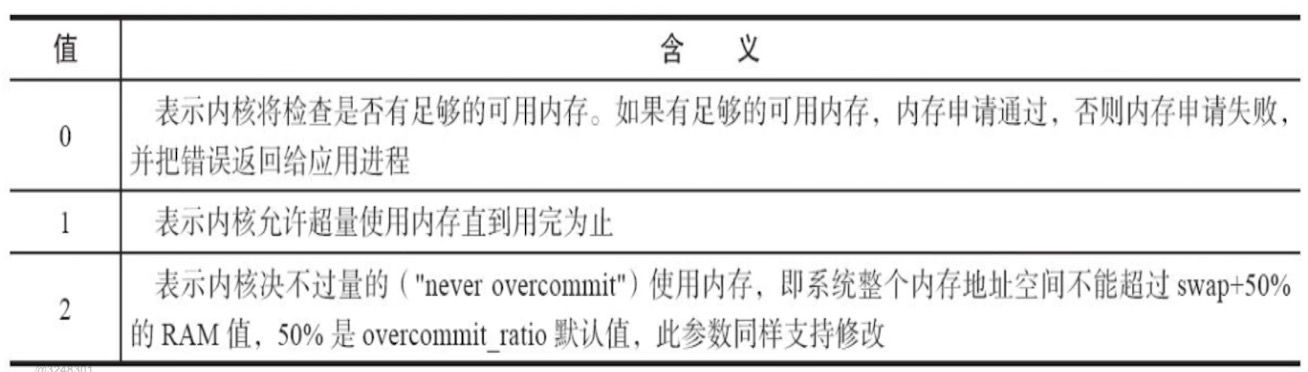 值 含 义
0 表示内核将检查是否有足够的可用内存。如果有足够的可用内存，内存申请通过，否则内存申请失败，
并把错误返回给应用进程
1 表示内核允许超量使用内存直到用完为止
2 表示内核决不过量的（"never overcommit"）使用内存，即系统整个内存地址空间不能超过 swap+50%
的 RAM 值，50% 是 overcommit_ratio 默认值，此参数同样支持修改
@3248301